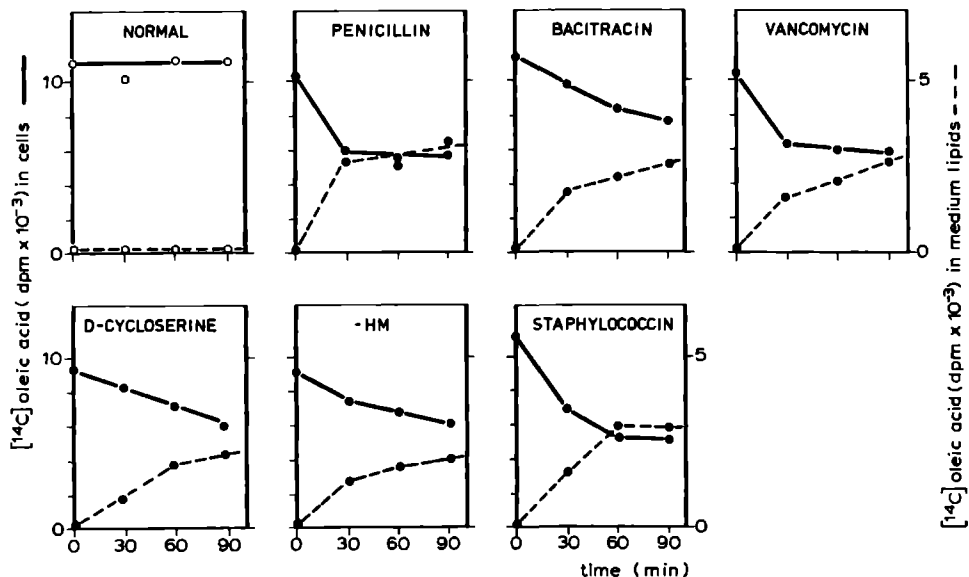 [¹⁴C]oleic acid (dpm x 10⁻³) in cells ——
NORMAL
PENICILLIN
BACITRACIN
VANCOMYCIN
10
0
5
0
D-CYCLOSERINE
-HM
STAPHYLOCOCCIN
10
0
5
0
0 30 60 90
0 30 60 90
0 30 60 90
time (min)
[¹⁴C]oleic acid (dpm x 10⁻³) in medium lipids ---